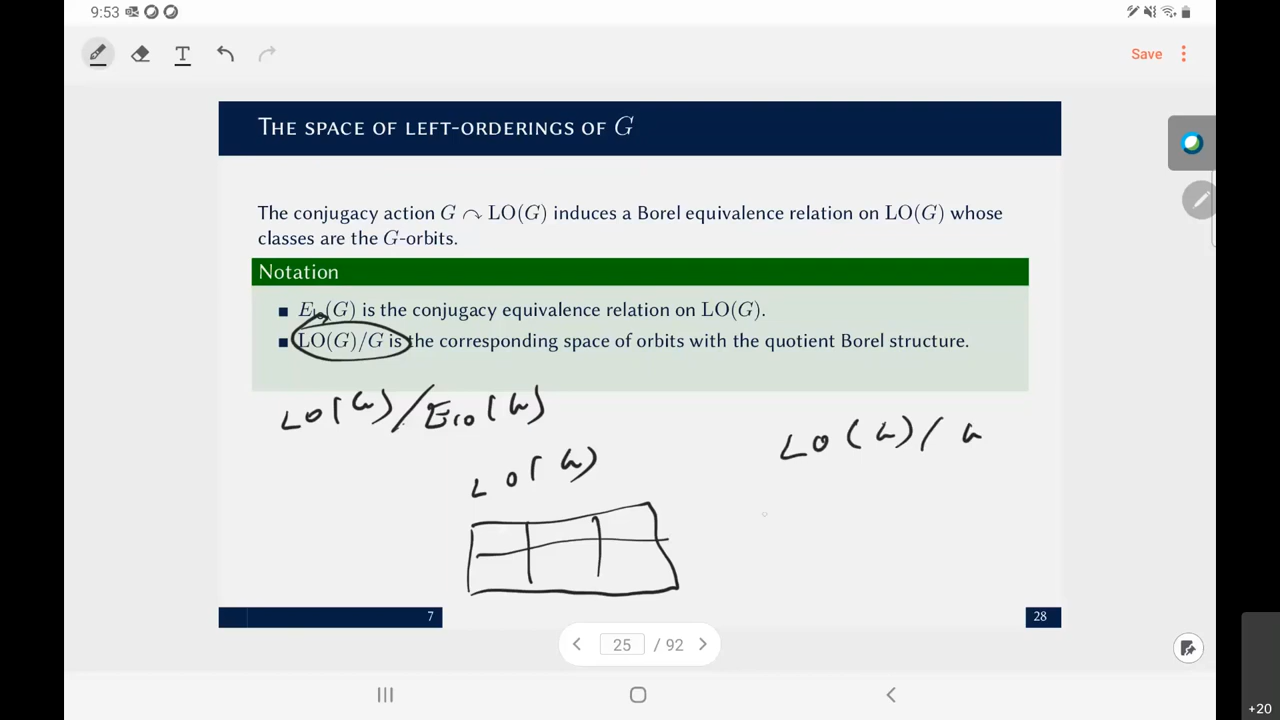 9:53
Save
The space of left-orderings of G
The conjugacy action G ↷ LO(G) induces a Borel equivalence relation on LO(G) whose
classes are the G-orbits.
Notation
■ E_lo(G) is the conjugacy equivalence relation on LO(G).
■ LO(G)/G is the corresponding space of orbits with the quotient Borel structure.
LO(G)/E_lo(G)
LO(G)/G
LO(G)
7
28
25 / 92
+20